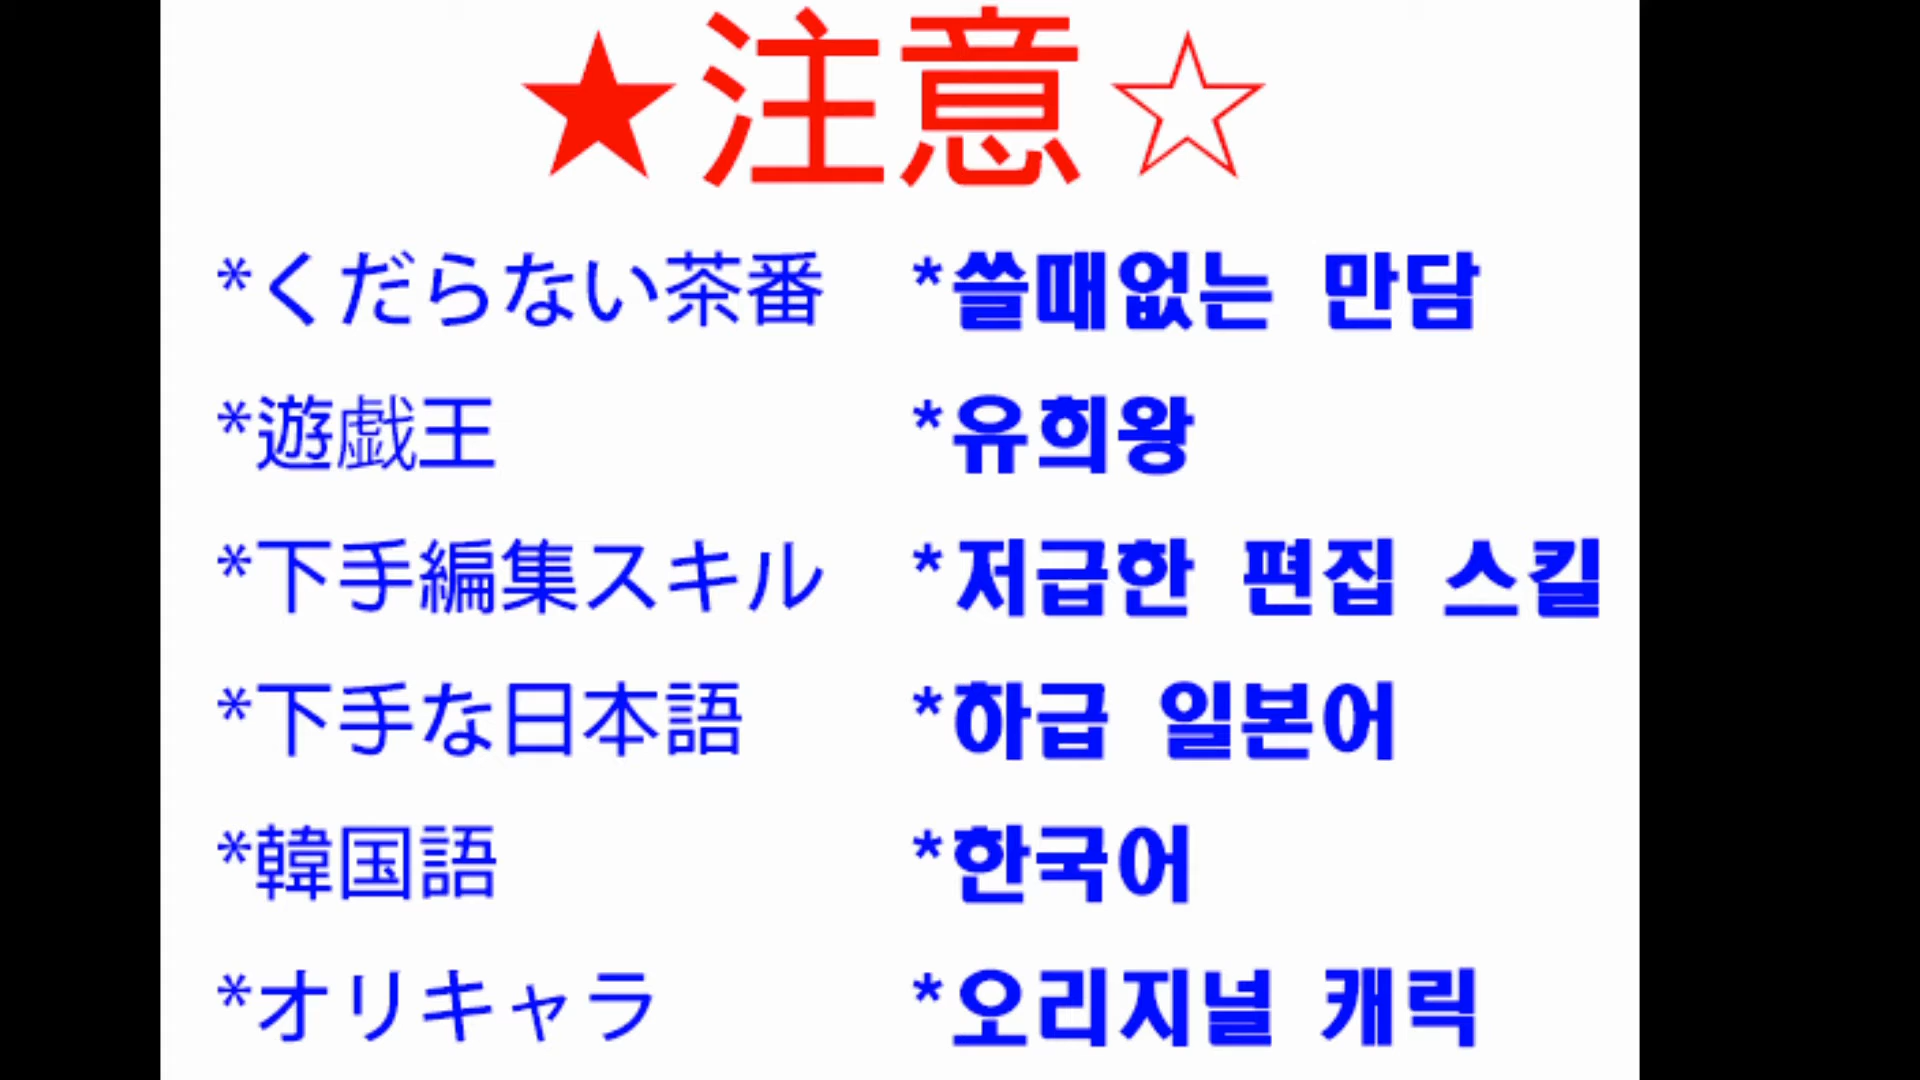 ★注意☆
*くだらない茶番 *쓸때없는 만담
*遊戯王 *유희왕
*下手編集スキル *저급한 편집 스킬
*下手な日本語 *하급 일본어
*韓国語 *한국어
*オリキャラ *오리지널 캐릭